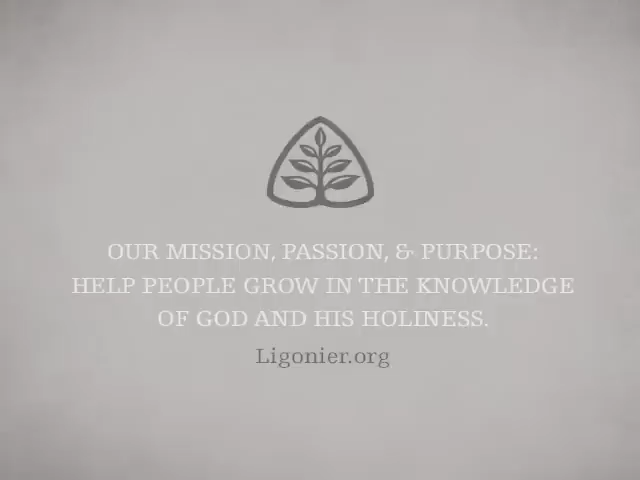 OUR MISSION, PASSION, & PURPOSE:
HELP PEOPLE GROW IN THE KNOWLEDGE
OF GOD AND HIS HOLINESS.
Ligonier.org